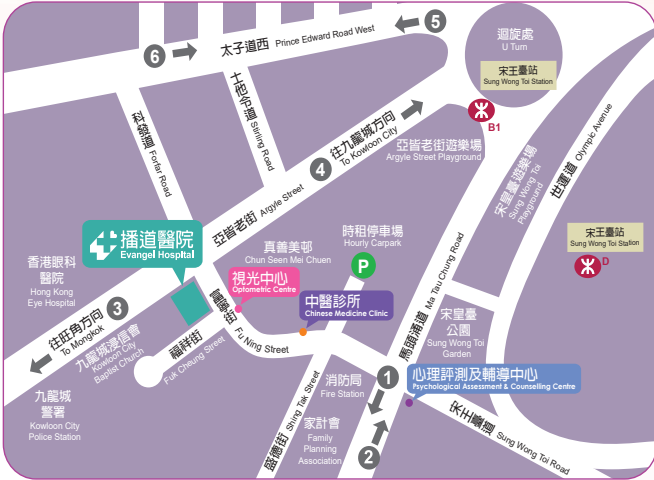 迴旋處
U Turn
宋王臺站
Sung Wong Toi Station
B1
5
太子道西 Prince Edward Road West
6
士他令道 Stirling Road
科發道 Forfar Road
往九龍城方向
To Kowloon City
4
亞皆老街遊樂場
Argyle Street Playground
亞皆老街 Argyle Street
宋皇臺遊樂場
Sung Wong Toi
Playground
世運道 Olympic Avenue
宋王臺站
Sung Wong Toi Station
D
播道醫院
Evangel Hospital
真善美邨
Chun Seen Mei Chuen
時租停車場
Hourly Carpark
P
視光中心
Optometric Centre
中醫診所
Chinese Medicine Clinic
香港眼科
醫院
Hong Kong
Eye Hospital
3
往旺角方向
To Mongkok
九龍城浸信會
Kowloon City
Baptist Church
福祥街
Fuk Cheung Street
富寧街 Fu Ning Street
馬頭涌道 Ma Tau Chung Road
宋皇臺
公園
Sung Wong Toi
Garden
九龍城
警署
Kowloon City
Police Station
消防局
Fire Station
1
心理評測及輔導中心
Psychological Assessment & Counselling Centre
盛德街 Shing Tak Street
家計會
Family
Planning
Association
2
宋王臺道 Sung Wong Toi Road